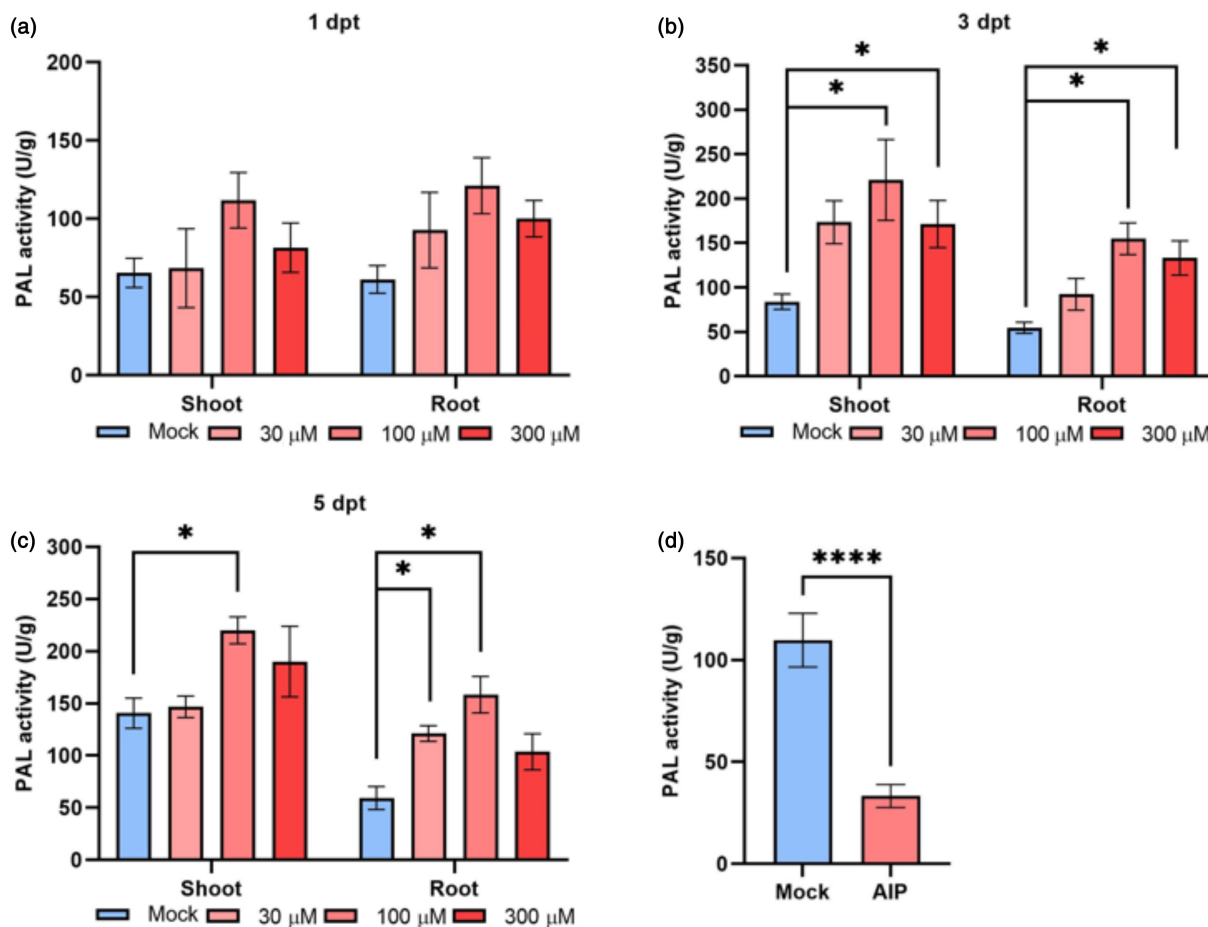 (a)
1 dpt
PAL activity (U/g)
200
150
100
50
0
Shoot
Root
Mock 30 μM 100 μM 300 μM
(b)
3 dpt
PAL activity (U/g)
350
300
250
200
150
100
50
0
*
*
*
*
Shoot
Root
Mock 30 μM 100 μM 300 μM
(c)
5 dpt
PAL activity (U/g)
300
250
200
150
100
50
0
*
*
*
Shoot
Root
Mock 30 μM 100 μM 300 μM
(d)
PAL activity (U/g)
150
100
50
0
****
Mock
AIP